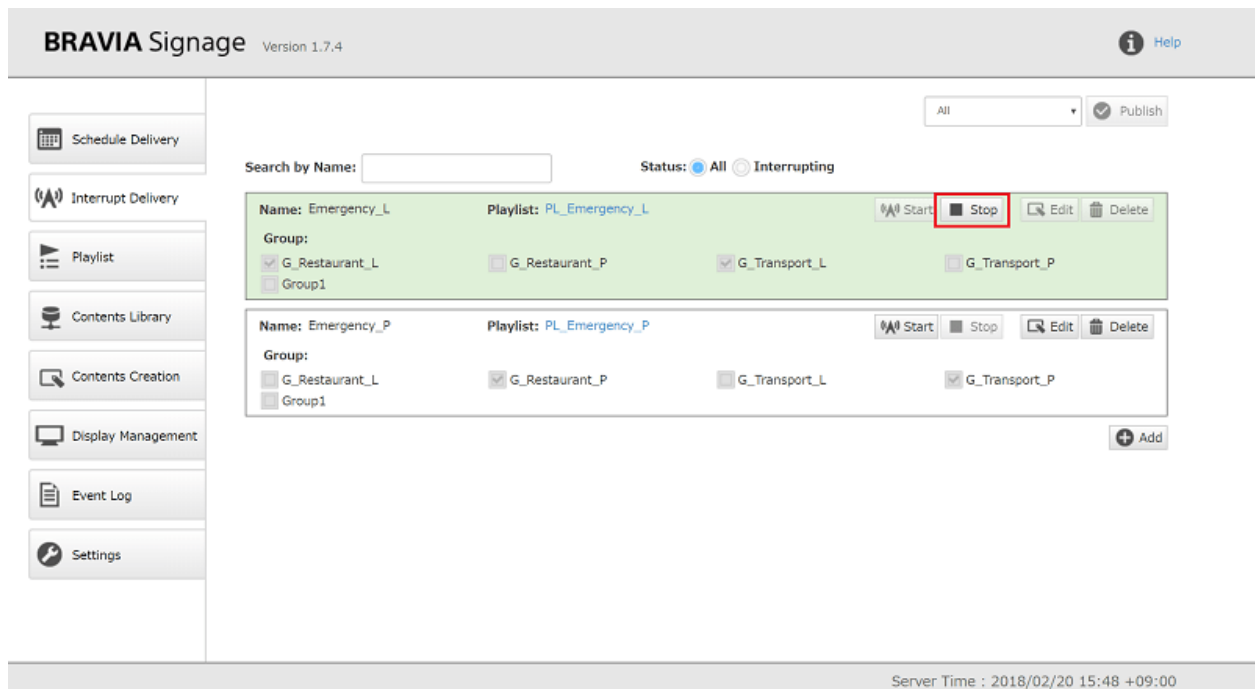 BRAVIA Signage Version 1.7.4 Help
All Publish
Schedule Delivery
Search by Name: Status: All Interrupting
Interrupt Delivery
Name: Emergency_L Playlist: PL_Emergency_L Start Stop Edit Delete
Group:
G_Restaurant_L G_Restaurant_P G_Transport_L G_Transport_P
Group1
Playlist
Contents Library
Name: Emergency_P Playlist: PL_Emergency_P Start Stop Edit Delete
Group:
G_Restaurant_L G_Restaurant_P G_Transport_L G_Transport_P
Group1
Contents Creation
Display Management
Add
Event Log
Settings
Server Time : 2018/02/20 15:48 +09:00